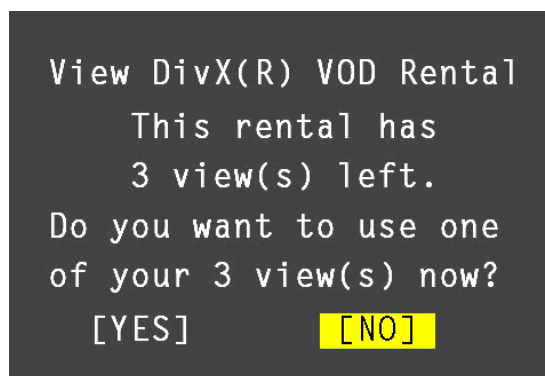 View DivX(R) VOD Rental
This rental has
3 view(s) left.
Do you want to use one
of your 3 view(s) now?
[YES] [NO]